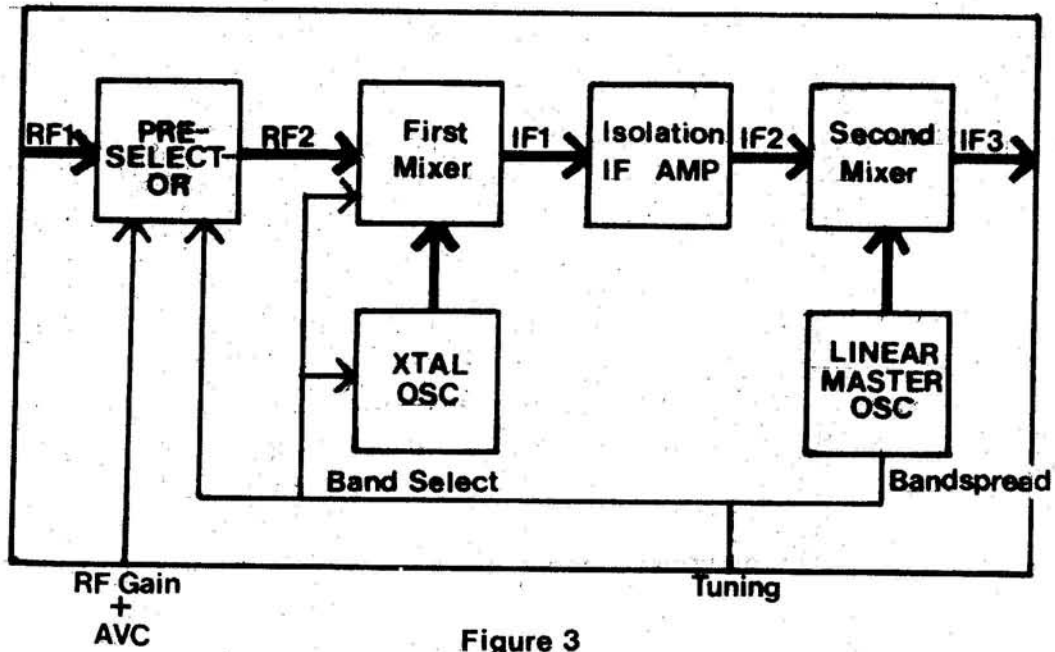 RF1
PRE-
SELECT-
OR
RF2
First
Mixer
IF1
Isolation
IF AMP
IF2
Second
Mixer
IF3
XTAL
OSC
LINEAR
MASTER
OSC
Band Select
Bandspread
RF Gain
+
AVC
Tuning
Figure 3